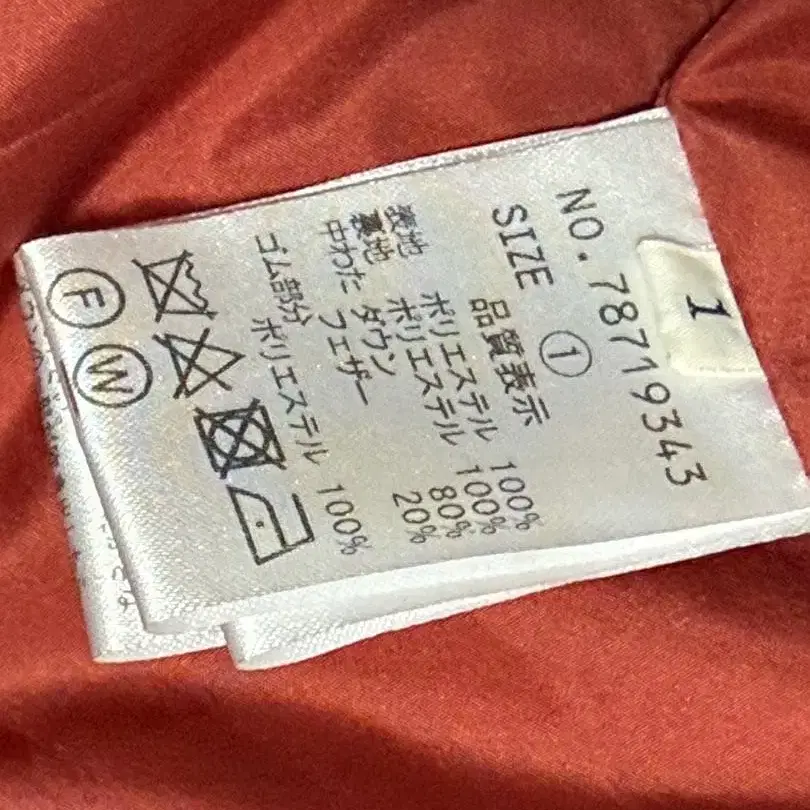 1
NO. 78719343
SIZE ①
品質表示
表地 ポリエステル 100%
裏地 ポリエステル 100%
中わた ダウン 80%
フェザー 20%
ゴム部分 ポリエステル 100%
F W